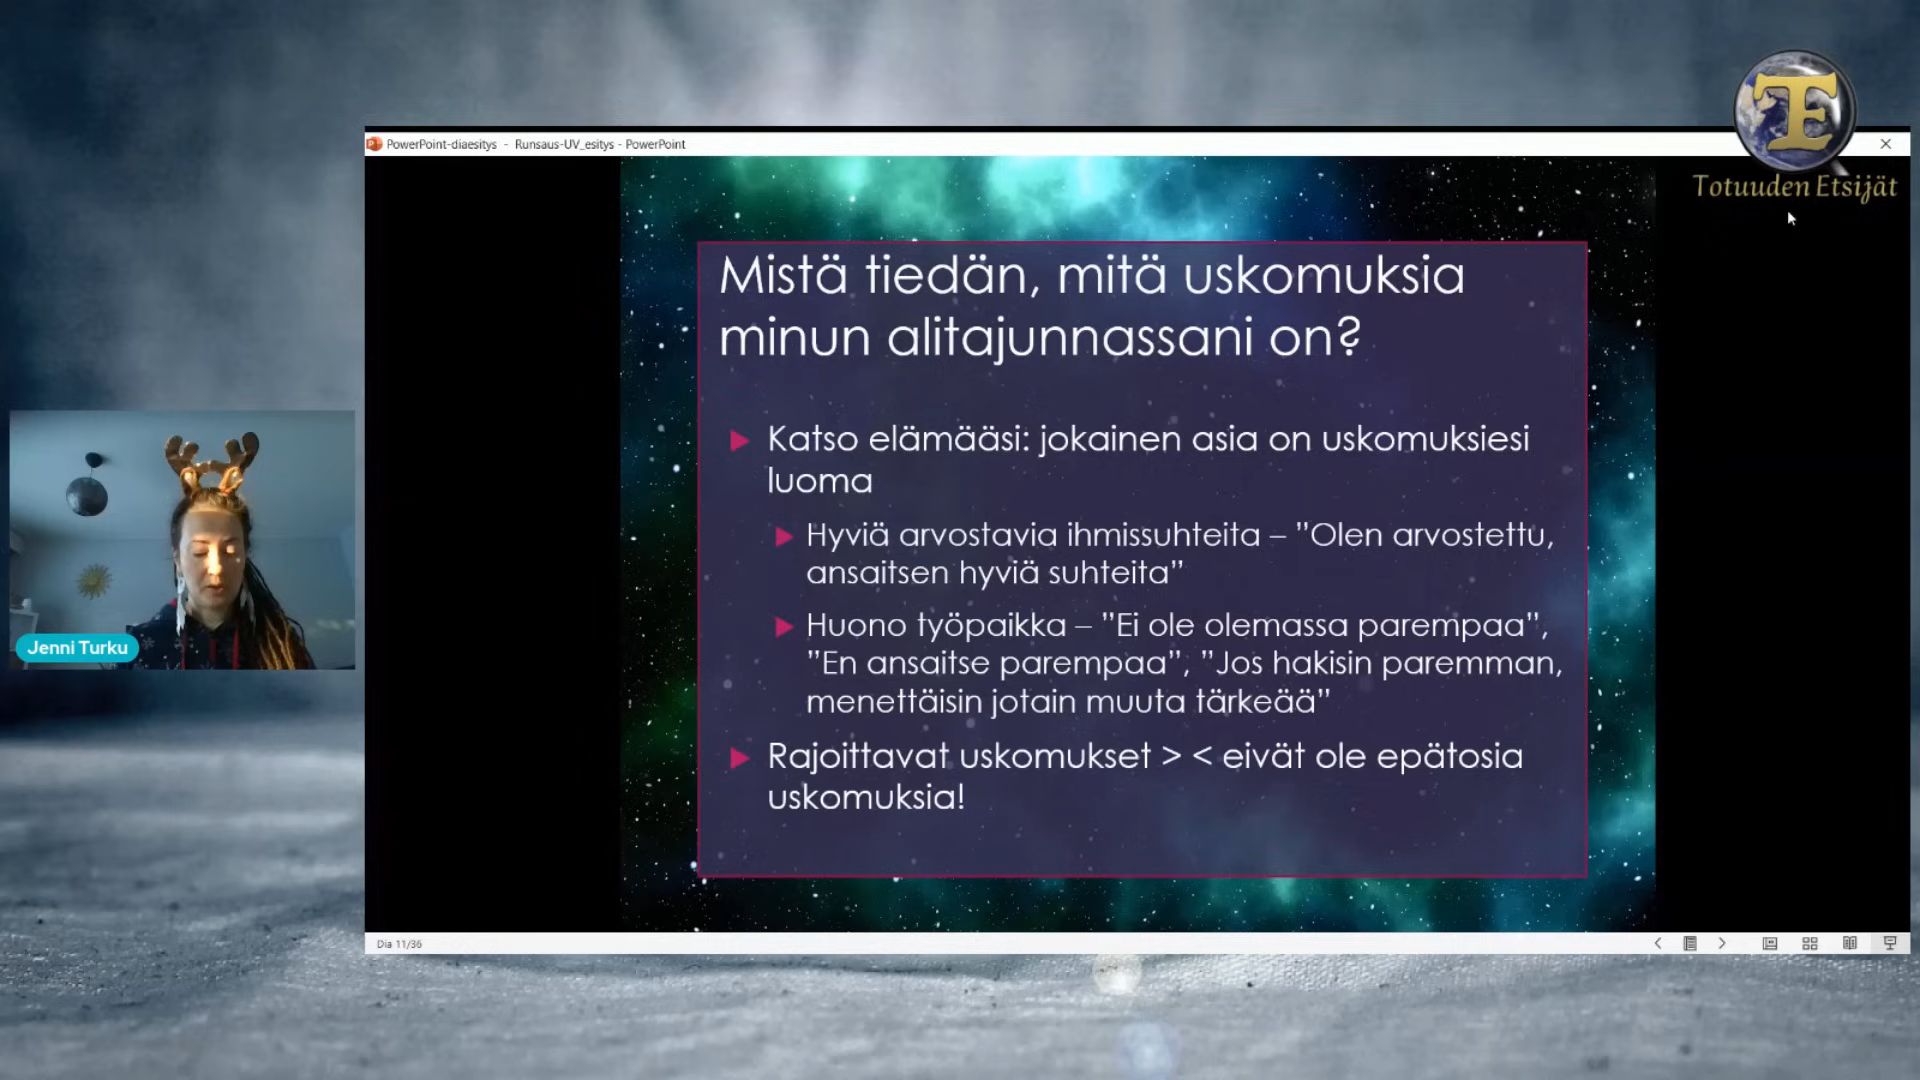 TE
Totuuden Etsijät
PowerPoint-diaesitys - Runsaus-UV_esitys - PowerPoint
Mistä tiedän, mitä uskomuksia
minun alitajunnassani on?
Katso elämääsi: jokainen asia on uskomuksiesi
luoma
Hyviä arvostavia ihmissuhteita – ”Olen arvostettu,
ansaitsen hyviä suhteita”
Huono työpaikka – ”Ei ole olemassa parempaa”,
”En ansaitse parempaa”, ”Jos hakisin paremman,
menettäisin jotain muuta tärkeää”
Rajoittavat uskomukset > < eivät ole epätosia
uskomuksia!
Jenni Turku
Dia 11/36